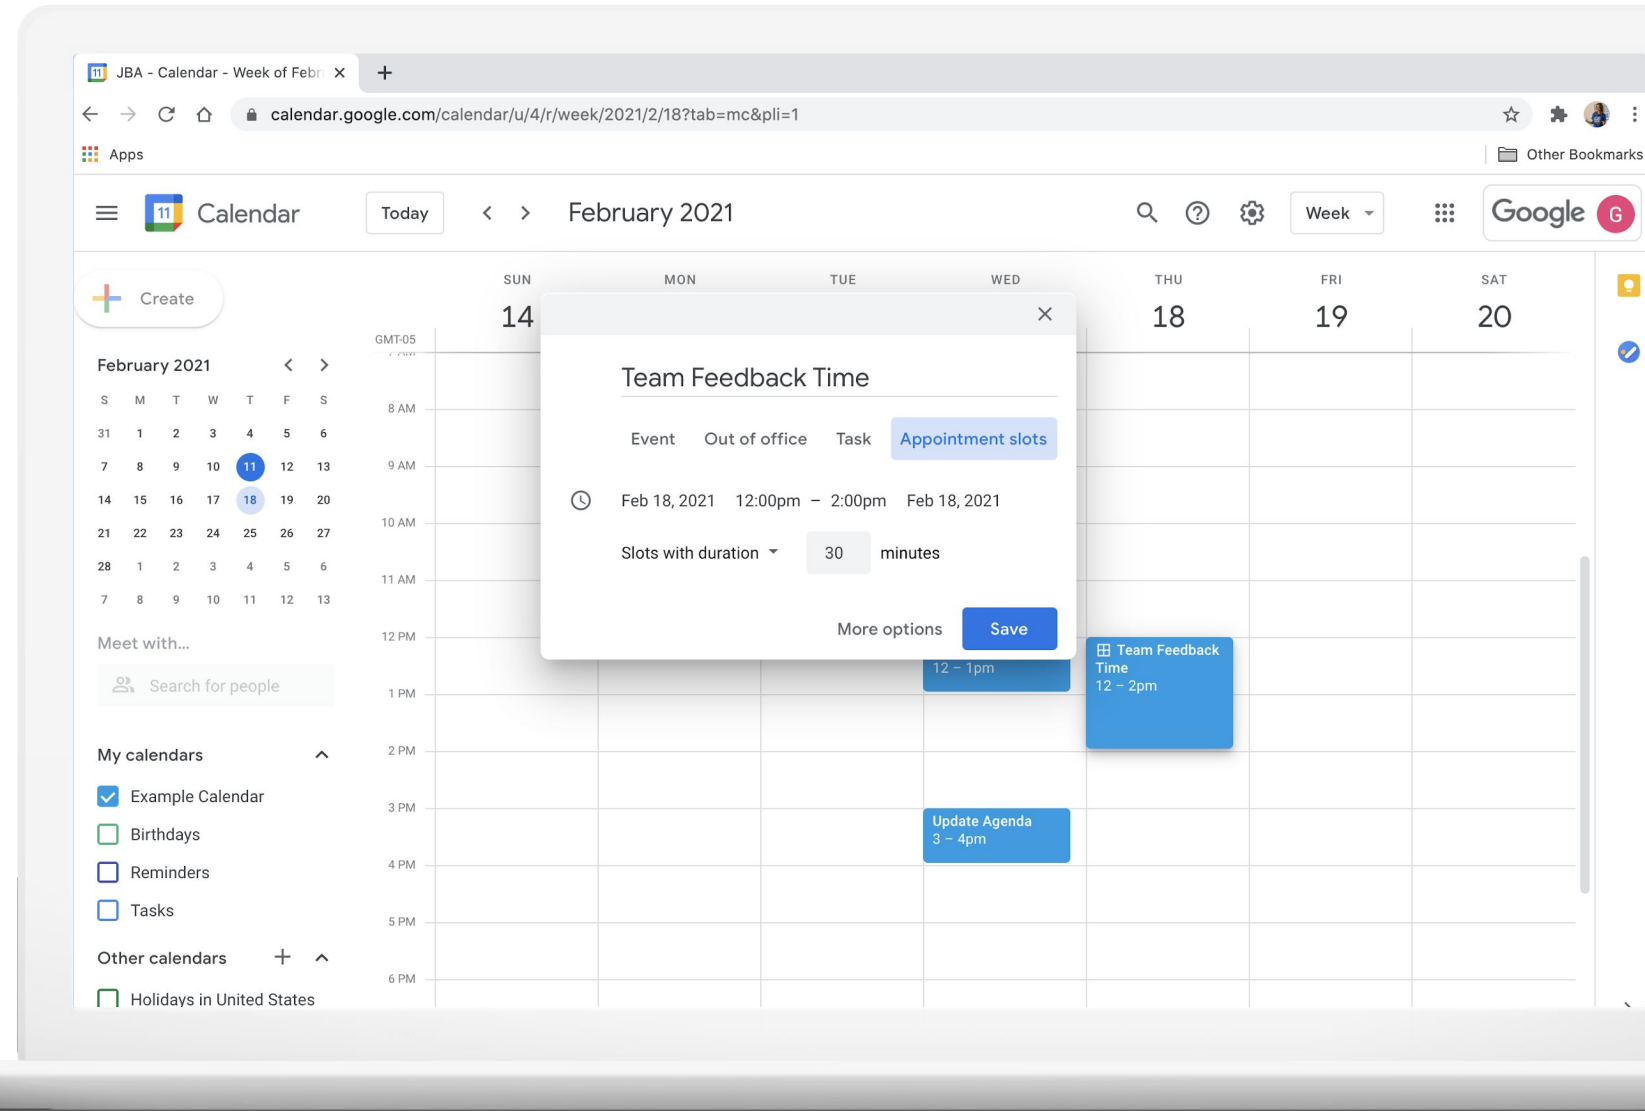 JBA - Calendar - Week of Febr
calendar.google.com/calendar/u/4/r/week/2021/2/18?tab=mc&pli=1
Apps
Other Bookmarks
11
Calendar
Today
February 2021
Week
Google
G
Create
SUN
MON
TUE
WED
THU
FRI
SAT
14
18
19
20
GMT-05
7 AM
8 AM
9 AM
10 AM
11 AM
12 PM
1 PM
2 PM
3 PM
4 PM
5 PM
6 PM
February 2021
S M T W T F S
31 1 2 3 4 5 6
7 8 9 10 11 12 13
14 15 16 17 18 19 20
21 22 23 24 25 26 27
28 1 2 3 4 5 6
7 8 9 10 11 12 13
Meet with...
Search for people
My calendars
Example Calendar
Birthdays
Reminders
Tasks
Other calendars
Holidays in United States
Team Feedback Time
Event Out of office Task Appointment slots
Feb 18, 2021 12:00pm – 2:00pm Feb 18, 2021
Slots with duration 30 minutes
More options Save
12 – 1pm
Team Feedback
Time
12 – 2pm
Update Agenda
3 – 4pm